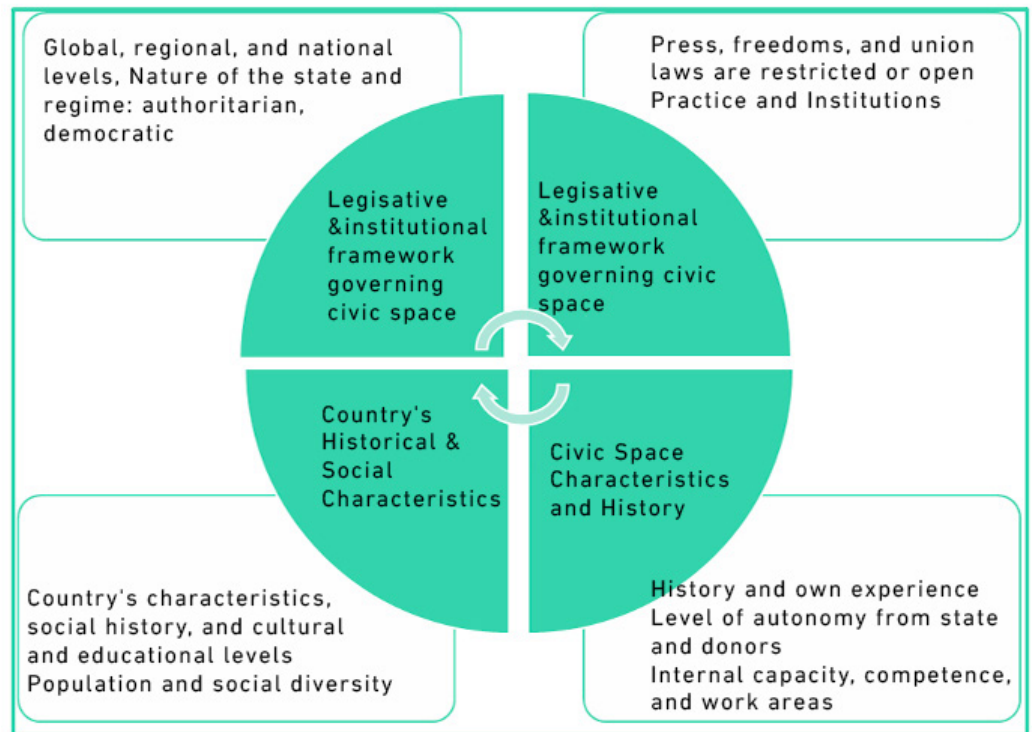 Global, regional, and national
levels, Nature of the state and
regime: authoritarian,
democratic
Press, freedoms, and union
laws are restricted or open
Practice and Institutions
Legisative
&institutional
framework
governing
civic space
Legisative
&institutional
framework
governing civic
space
Country's
Historical &
Social
Characteristics
Civic Space
Characteristics
and History
Country's characteristics,
social history, and cultural
and educational levels
Population and social diversity
History and own experience
Level of autonomy from state
and donors
Internal capacity, competence,
and work areas